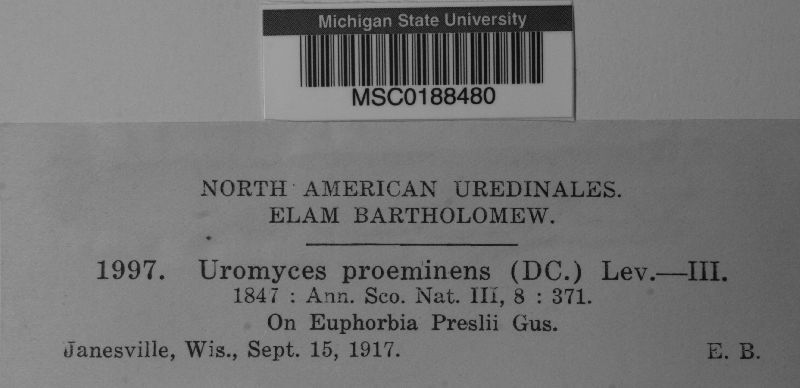 Michigan State University
MSC0188480
NORTH AMERICAN UREDINALES.
ELAM BARTHOLOMEW.
1997. Uromyces proeminens (DC.) Lev.—III.
1847 : Ann. Sco. Nat. III, 8 : 371.
On Euphorbia Preslii Gus.
Janesville, Wis., Sept. 15, 1917. E. B.